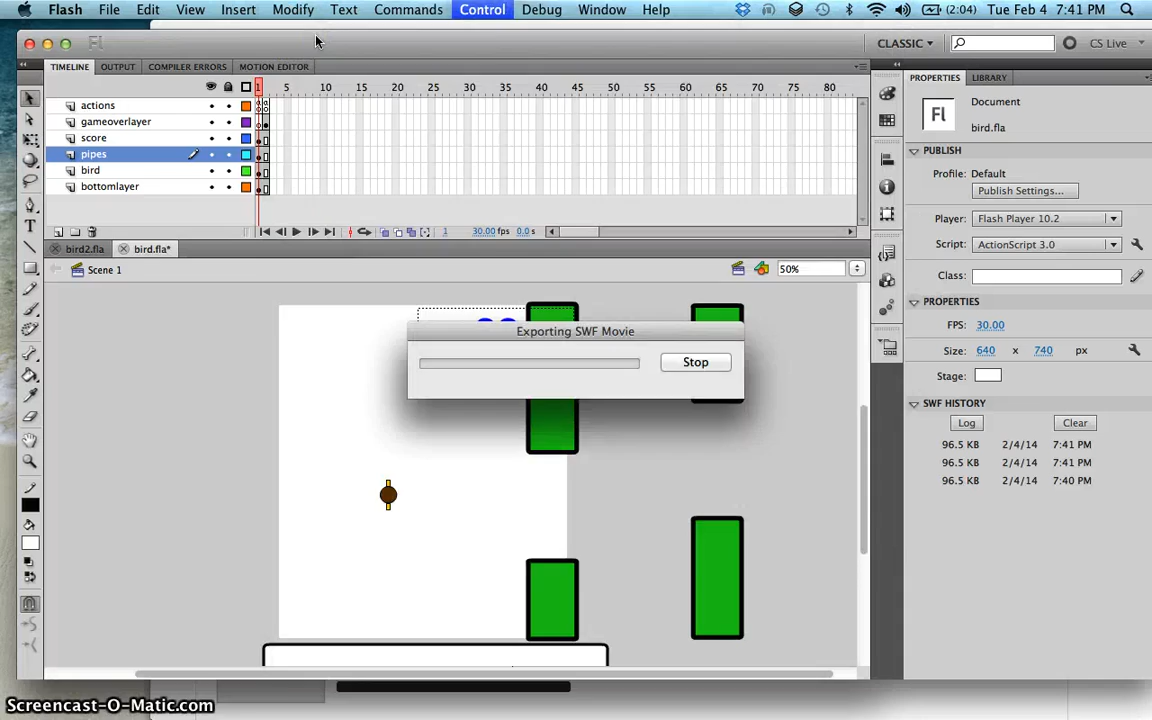 Flash File Edit View Insert Modify Text Commands Control Debug Window Help (2:04) Tue Feb 4 7:41 PM
Fl CLASSIC CS Live
TIMELINE OUTPUT COMPILER ERRORS MOTION EDITOR PROPERTIES LIBRARY
1 5 10 15 20 25 30 35 40 45 50 55 60 65 70 75 80
actions
gameoverlayer
score
pipes
bird
bottomlayer
1 30.00 fps 0.0 s
bird2.fla bird.fla*
Scene 1 50%
Exporting SWF Movie
Stop
Fl Document
bird.fla
PUBLISH
Profile: Default
Publish Settings...
Player: Flash Player 10.2
Script: ActionScript 3.0
Class:
PROPERTIES
FPS: 30.00
Size: 640 x 740 px
Stage:
SWF HISTORY
Log Clear
96.5 KB 2/4/14 7:41 PM
96.5 KB 2/4/14 7:41 PM
96.5 KB 2/4/14 7:40 PM
Screencast-O-Matic.com